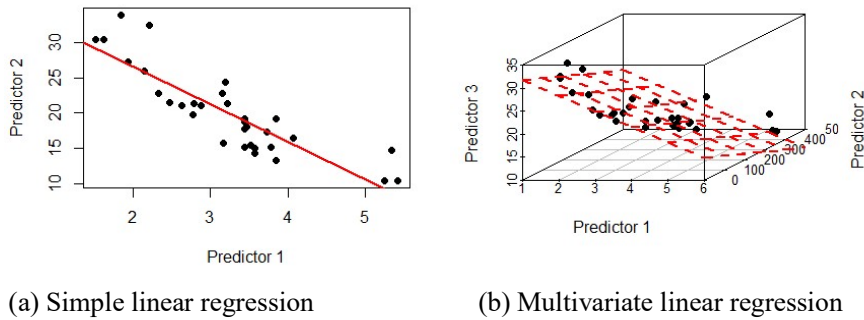 Predictor 2
30
25
20
15
10
2 3 4 5
Predictor 1
(a) Simple linear regression
Predictor 3
35
30
25
20
15
10
1 2 3 4 5 6
Predictor 1
0 100 200 300 400 50
Predictor 2
(b) Multivariate linear regression